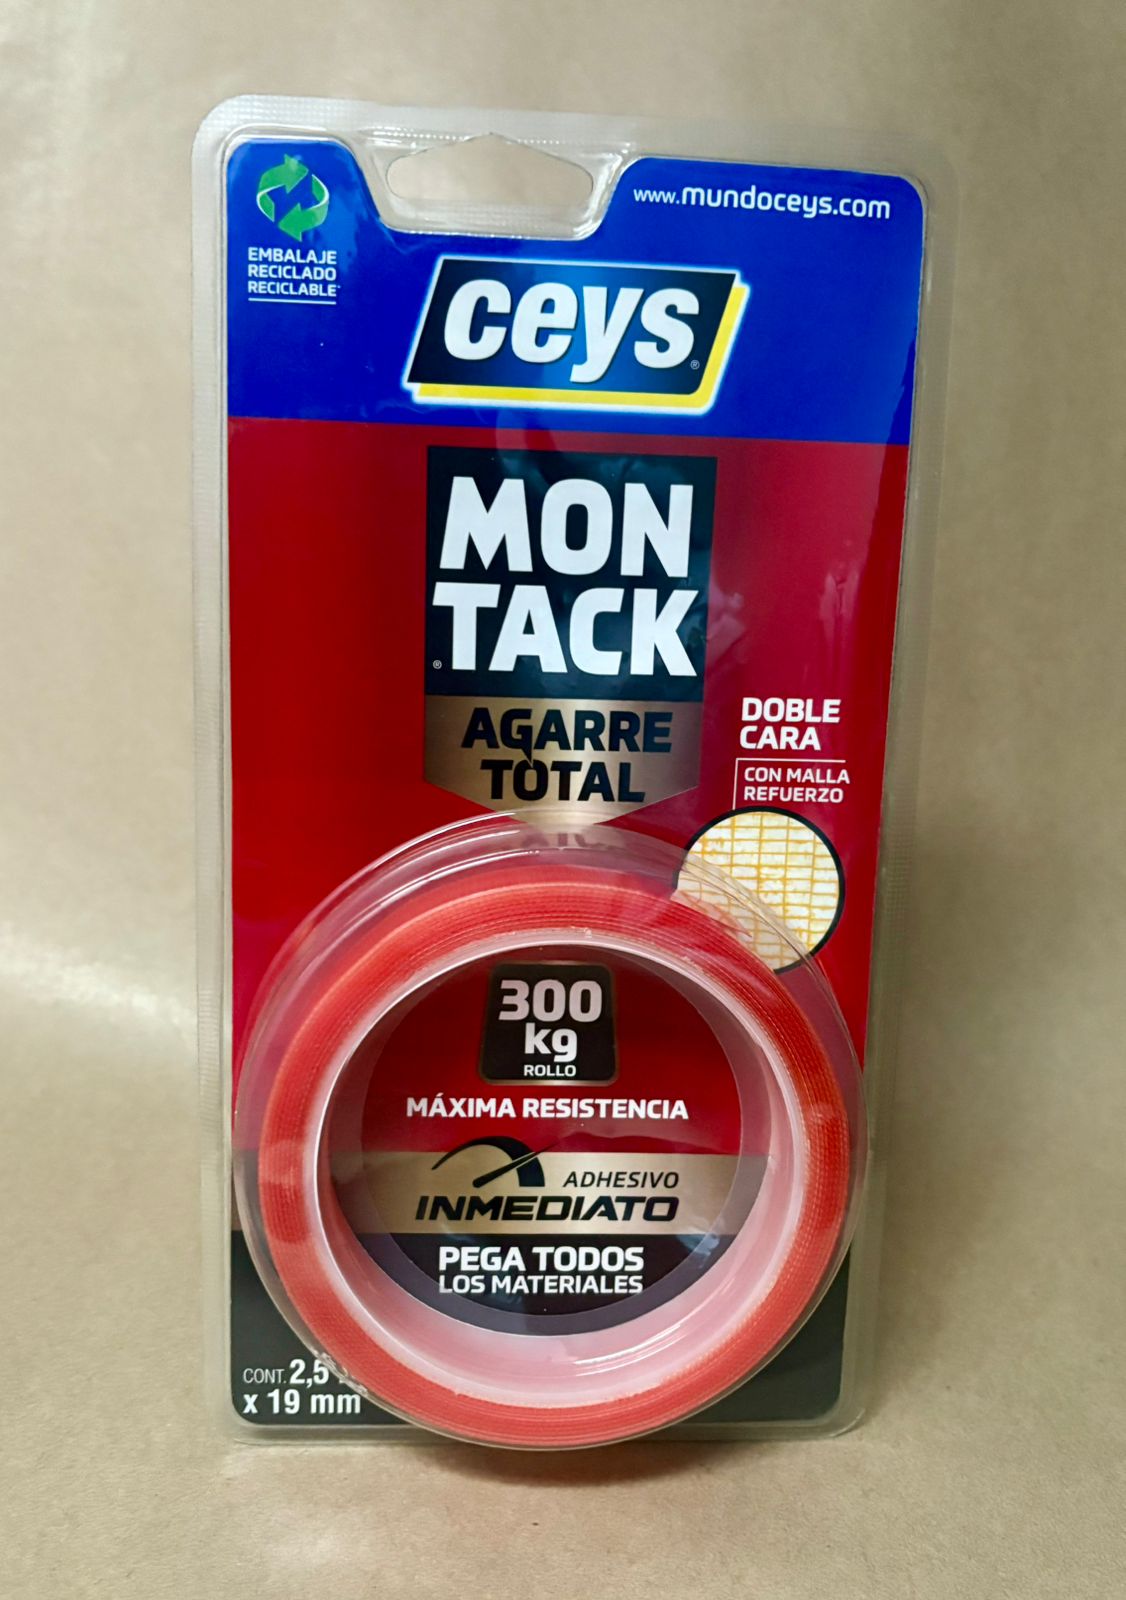 EMBALAJE
RECICLADO
RECICLABLE*
www.mundoceys.com
ceys®
MON
TACK
®
AGARRE
TOTAL
DOBLE
CARA
CON MALLA
REFUERZO
300
kg
ROLLO
MÁXIMA RESISTENCIA
ADHESIVO
INMEDIATO
PEGA TODOS
LOS MATERIALES
CONT. 2,5
x 19 mm